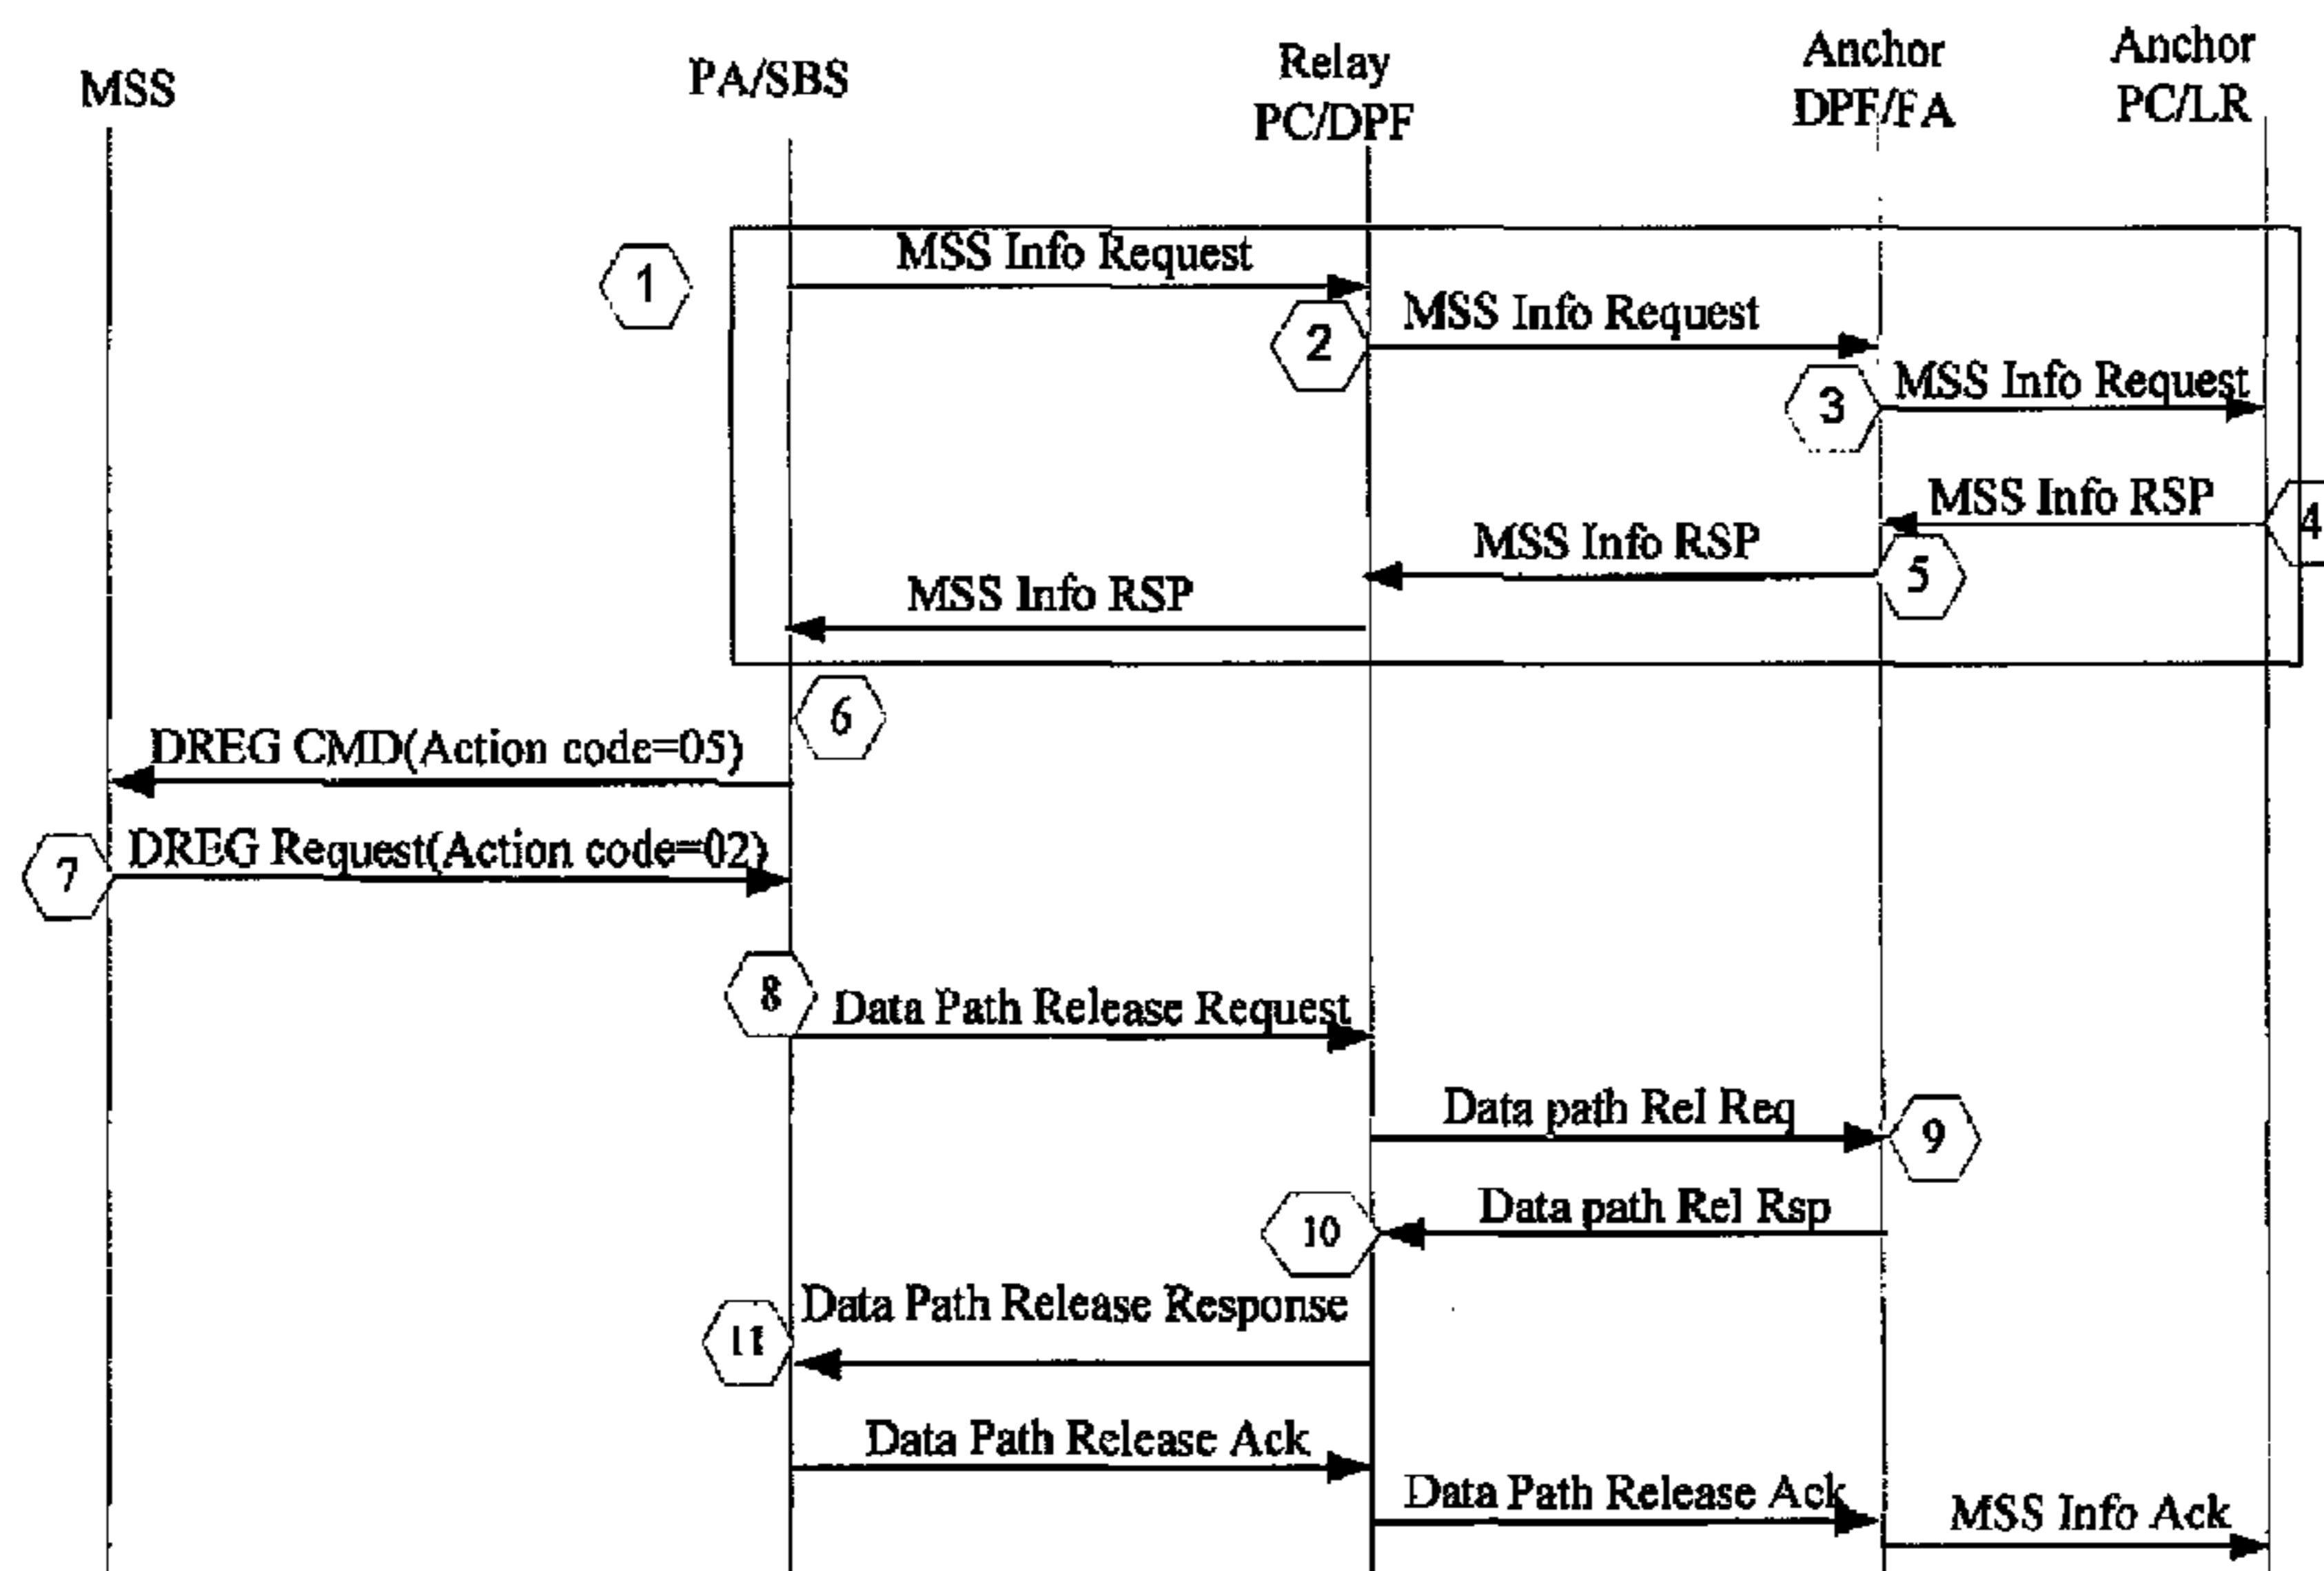 MSS
PA/SBS
Relay
PC/DPF
Anchor
DPF/FA
Anchor
PC/LR
1
MSS Info Request
2
MSS Info Request
3
MSS Info Request
MSS Info RSP
4
MSS Info RSP
5
MSS Info RSP
6
DREG CMD(Action code=05)
7
DREG Request(Action code=02)
8
Data Path Release Request
Data path Rel Req
9
Data path Rel Rsp
10
Data Path Release Response
11
Data Path Release Ack
Data Path Release Ack
MSS Info Ack